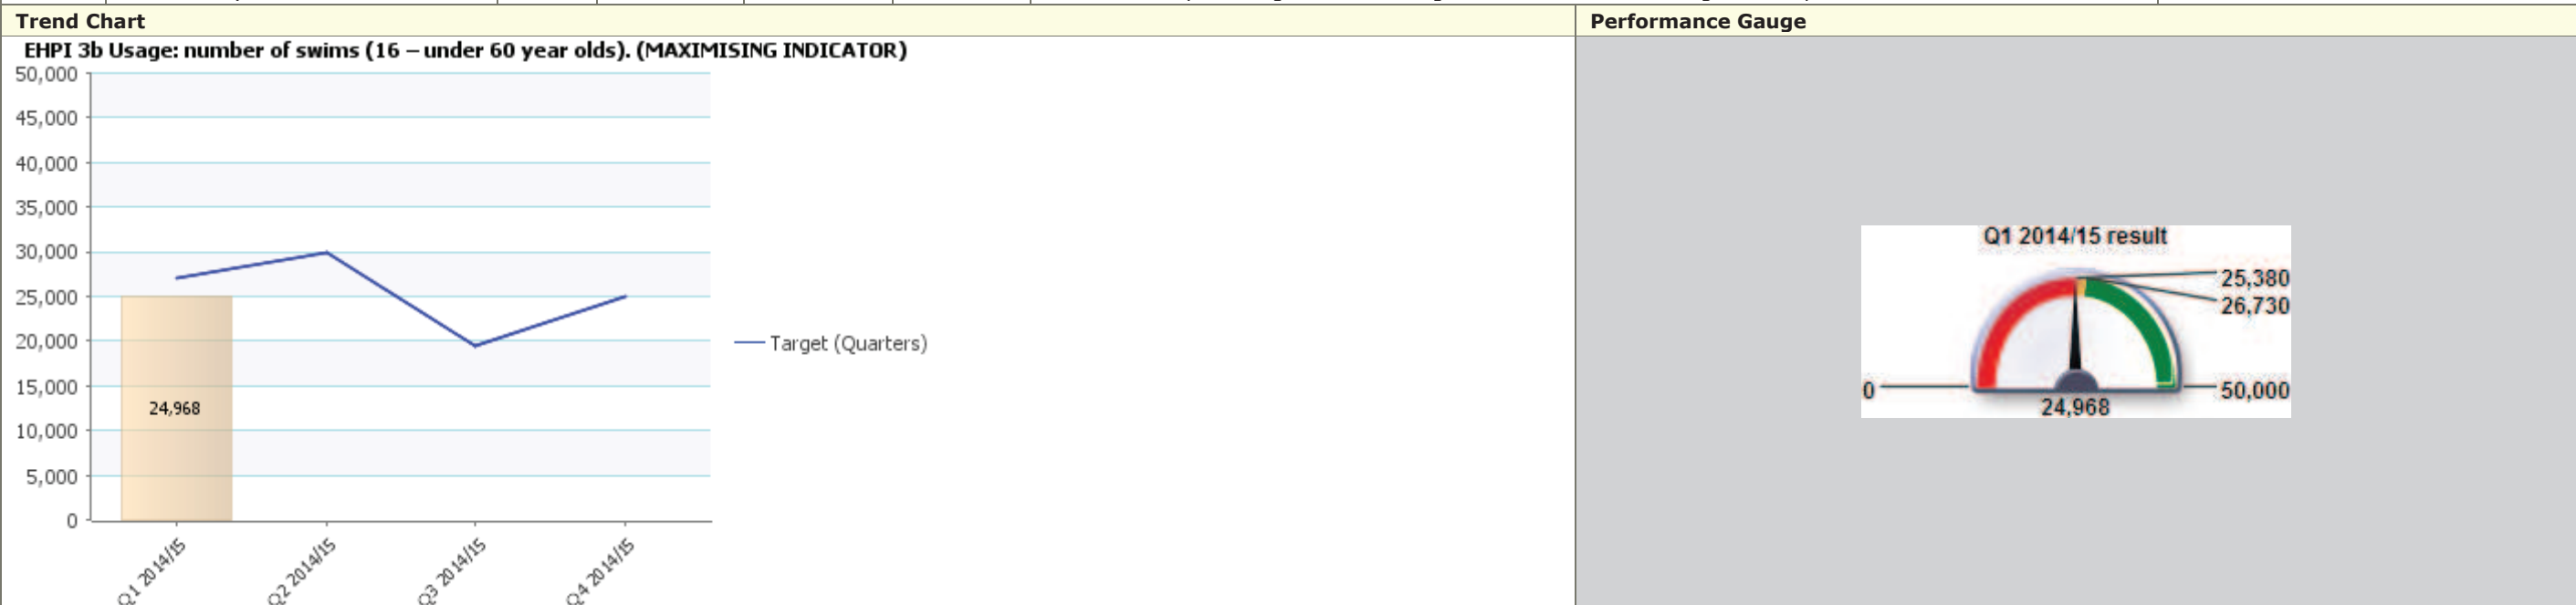 Trend Chart
Performance Gauge
EHPI 3b Usage: number of swims (16 – under 60 year olds). (MAXIMISING INDICATOR)
50,000
45,000
40,000
35,000
30,000
25,000
20,000
15,000
10,000
5,000
0
24,968
Q1 2014/15
Q2 2014/15
Q3 2014/15
Q4 2014/15
Target (Quarters)
Q1 2014/15 result
25,380
26,730
0
50,000
24,968